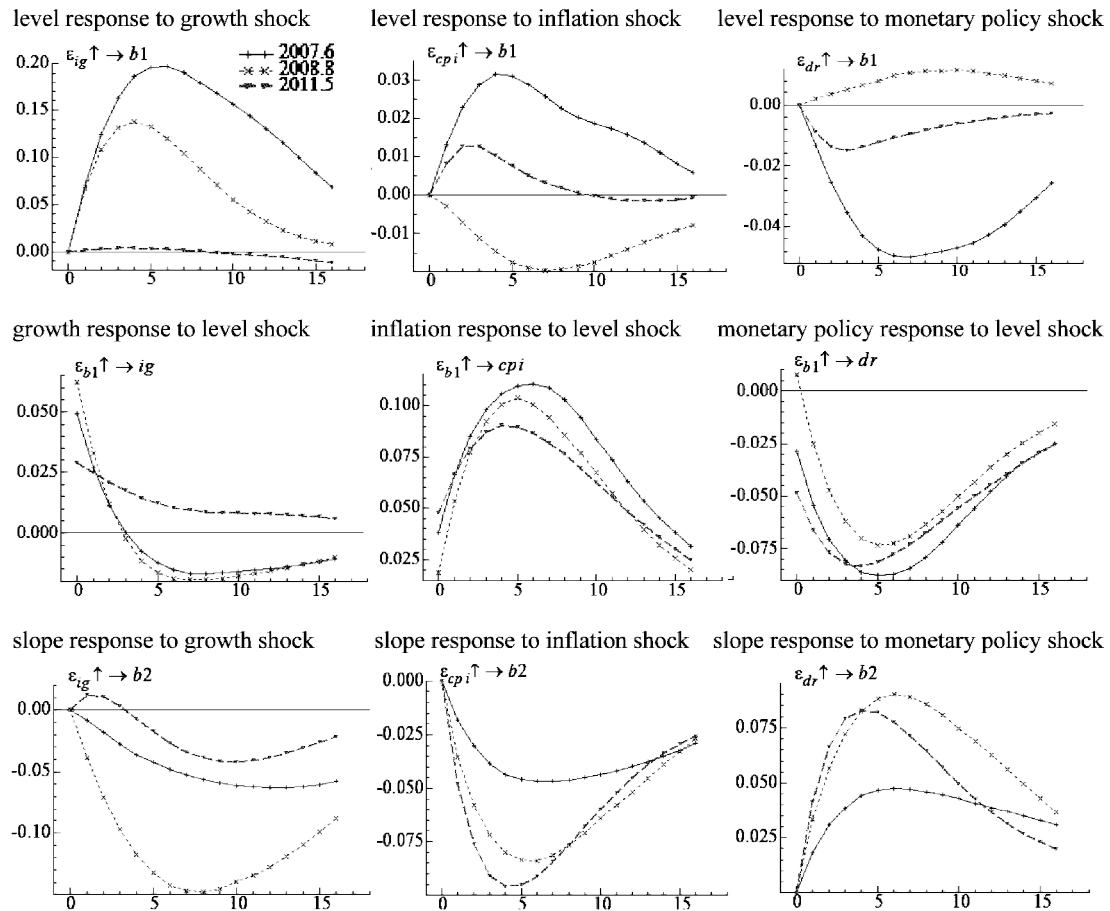 level response to growth shock
level response to inflation shock
level response to monetary policy shock
ε_ig↑ → b1
2007.6
2008.8
2011.5
0.20
0.15
0.10
0.05
0.00
0 5 10 15
ε_cpi↑ → b1
0.03
0.02
0.01
0.00
-0.01
0 5 10 15
ε_dr↑ → b1
0.00
-0.02
-0.04
0 5 10 15
growth response to level shock
inflation response to level shock
monetary policy response to level shock
ε_b1↑ → ig
0.050
0.025
0.000
0 5 10 15
ε_b1↑ → cpi
0.100
0.075
0.050
0.025
0 5 10 15
ε_b1↑ → dr
0.000
-0.025
-0.050
-0.075
0 5 10 15
slope response to growth shock
slope response to inflation shock
slope response to monetary policy shock
ε_ig↑ → b2
0.00
-0.05
-0.10
0 5 10 15
ε_cpi↑ → b2
0.000
-0.025
-0.050
-0.075
0 5 10 15
ε_dr↑ → b2
0.075
0.050
0.025
0 5 10 15